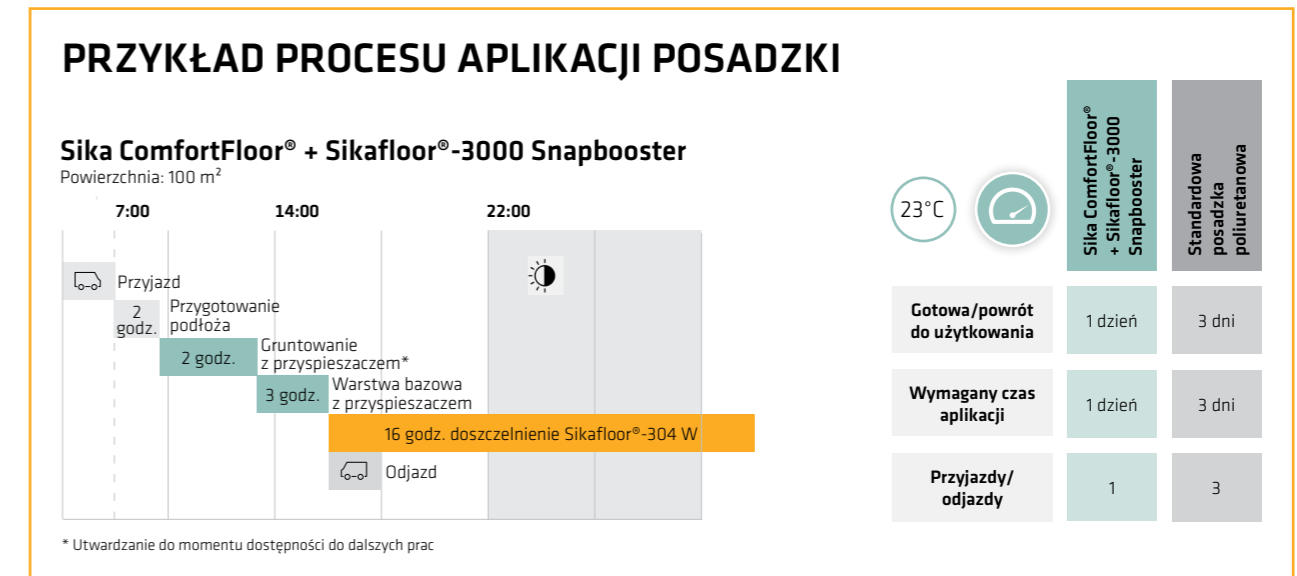 PRZYKŁAD PROCESU APLIKACJI POSADZKI
Sika ComfortFloor® + Sikafloor®-3000 Snapbooster
Powierzchnia: 100 m²
7:00
14:00
22:00
Przyjazd
2
godz.
Przygotowanie
podłoża
2 godz.
Gruntowanie
z przyspieszaczem*
3 godz.
Warstwa bazowa
z przyspieszaczem
16 godz. doszczelnienie Sikafloor®-304 W
Odjazd
* Utwardzanie do momentu dostępności do dalszych prac
23°C
Sika ComfortFloor®
+ Sikafloor®-3000
Snapbooster
Standardowa
posadzka
poliuretanowa
Gotowa/powrót
do użytkowania
1 dzień
3 dni
Wymagany czas
aplikacji
1 dzień
3 dni
Przyjazdy/
odjazdy
1
3